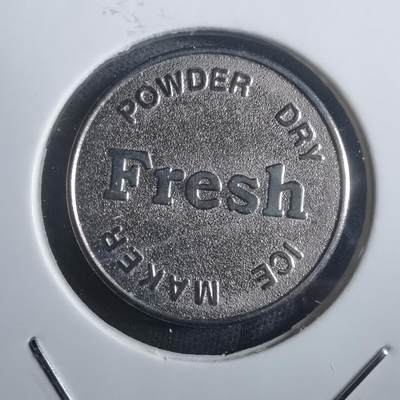 POWDER DRY
Fresh
ICE MAKER